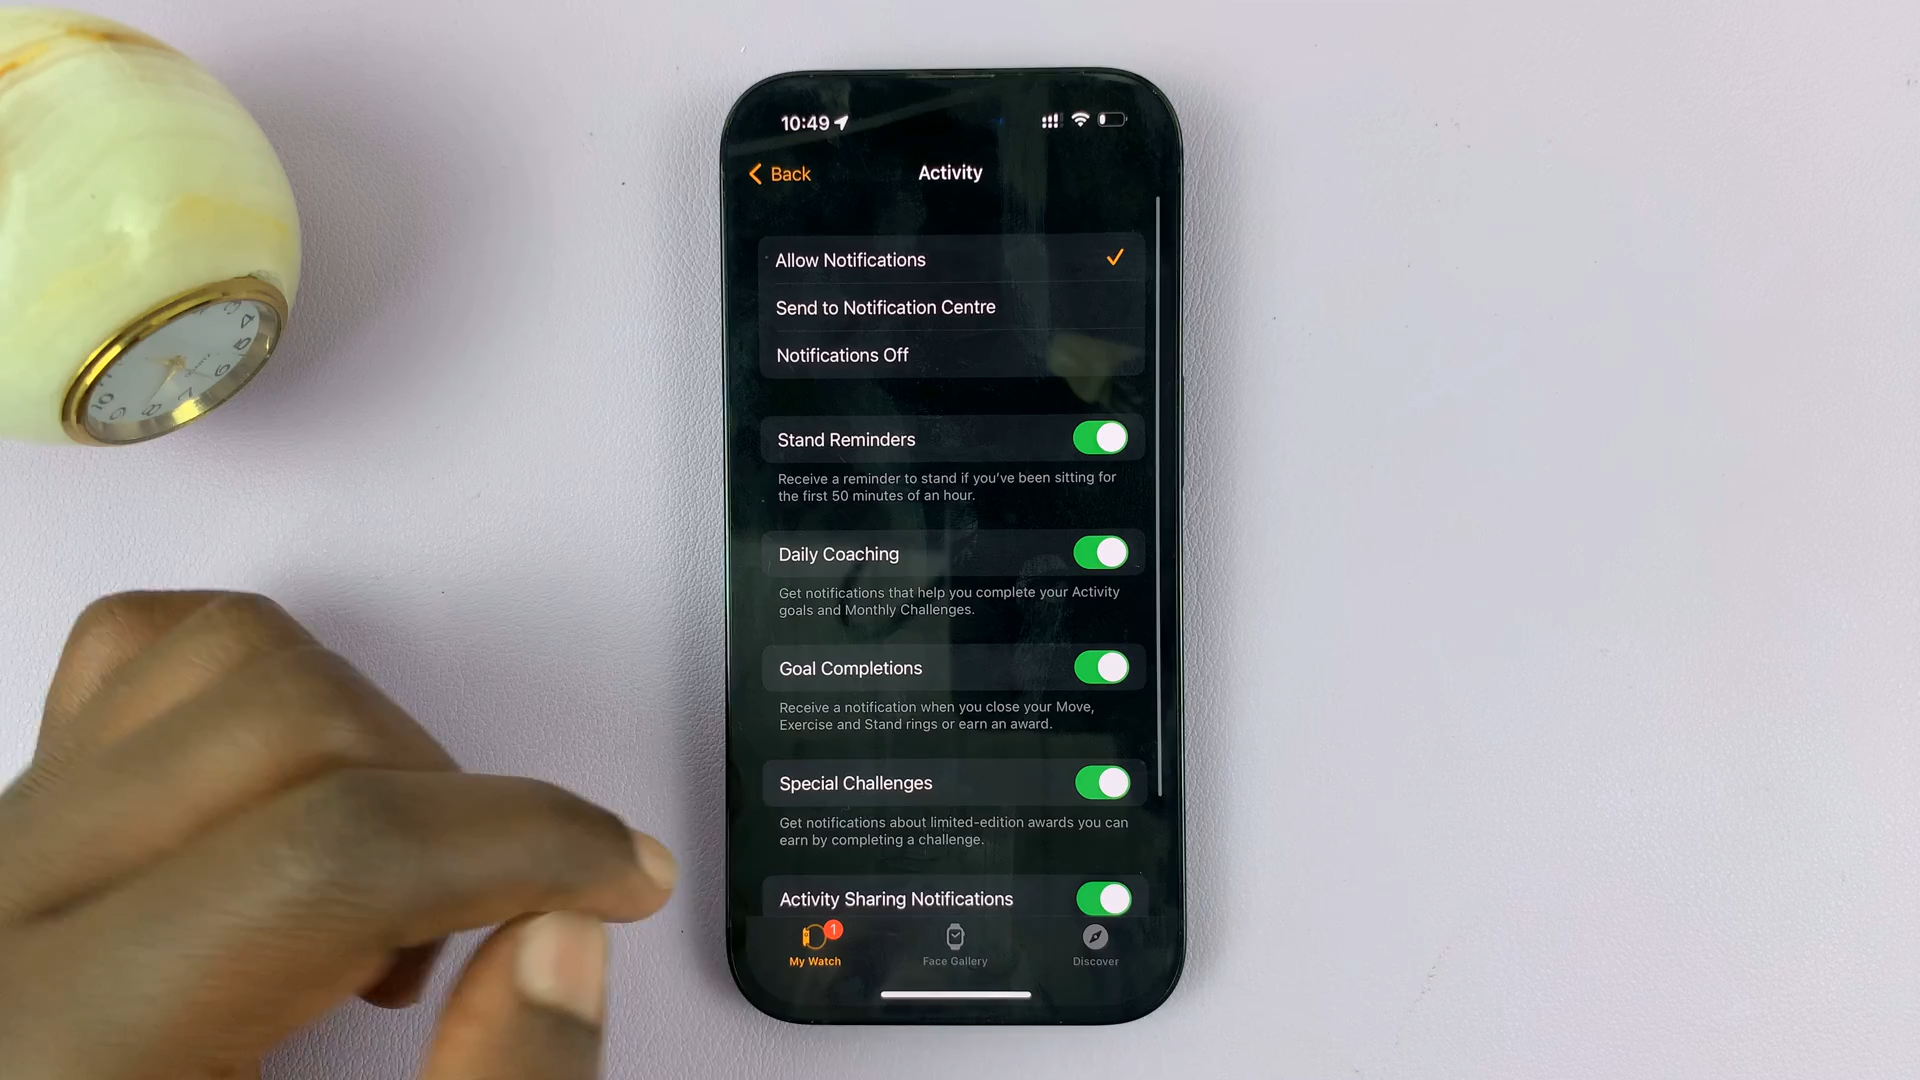 10:49
Back
Activity
Allow Notifications
Send to Notification Centre
Notifications Off
Stand Reminders
Receive a reminder to stand if you've been sitting for
the first 50 minutes of an hour.
Daily Coaching
Get notifications that help you complete your Activity
goals and Monthly Challenges.
Goal Completions
Receive a notification when you close your Move,
Exercise and Stand rings or earn an award.
Special Challenges
Get notifications about limited-edition awards you can
earn by completing a challenge.
Activity Sharing Notifications
1
My Watch
Face Gallery
Discover